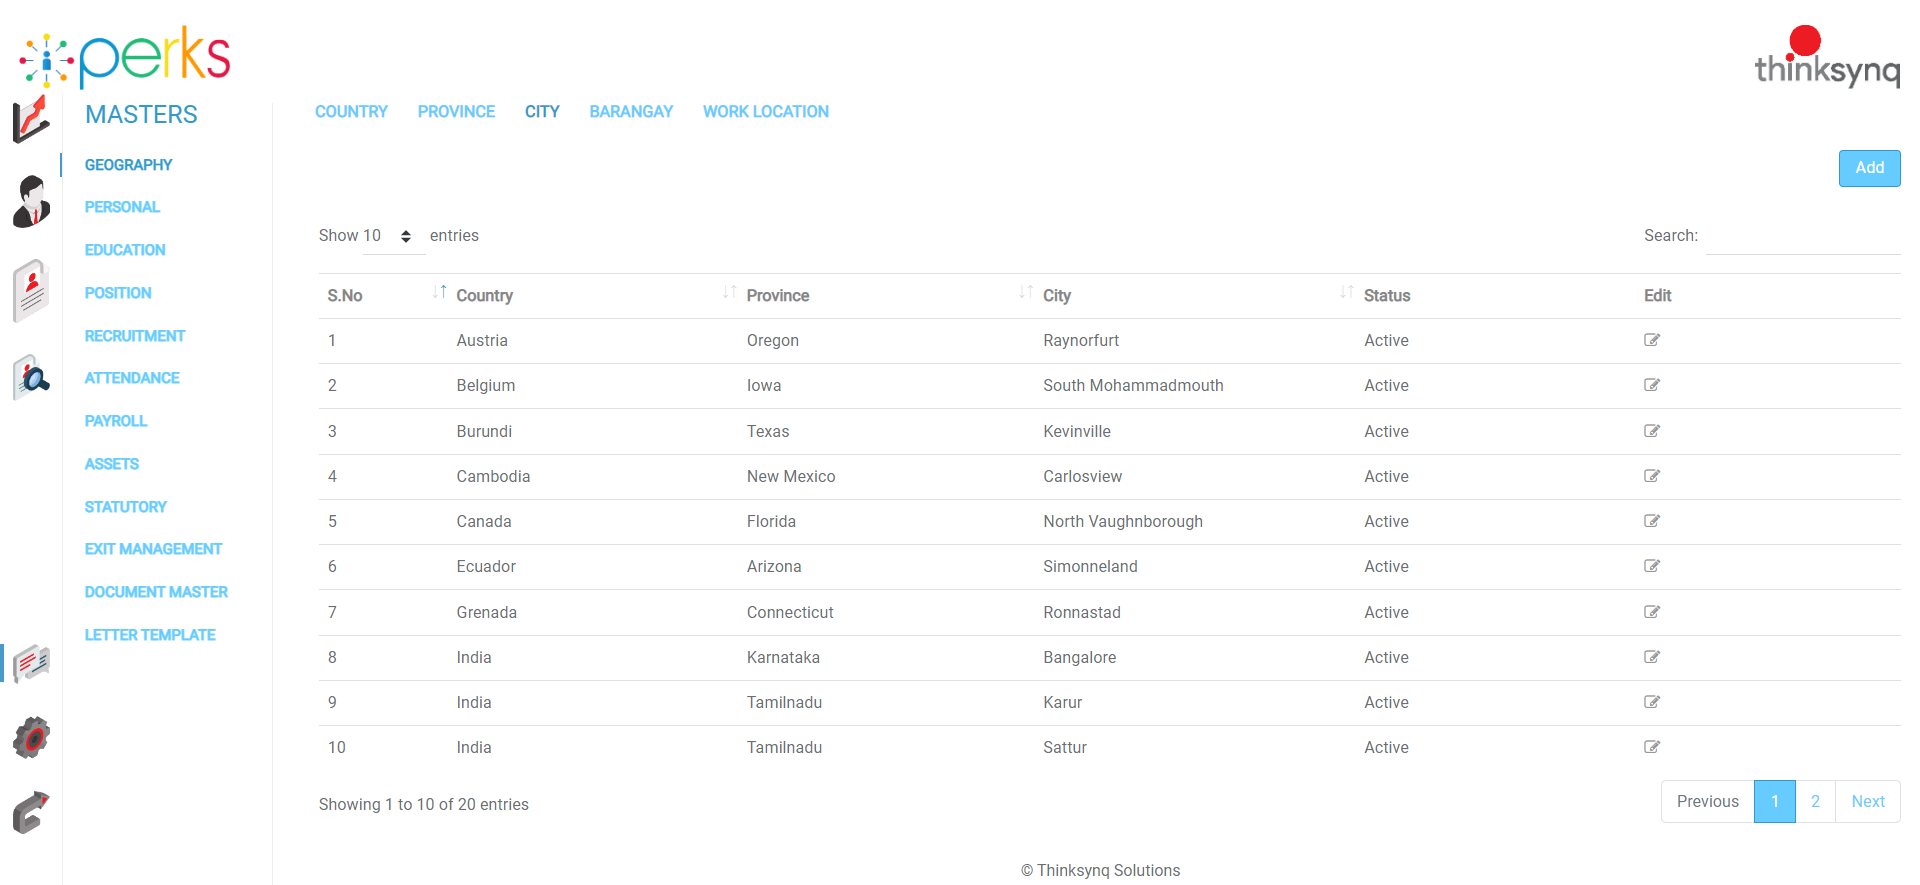 perks
thinksynq
MASTERS
GEOGRAPHY
PERSONAL
EDUCATION
POSITION
RECRUITMENT
ATTENDANCE
PAYROLL
ASSETS
STATUTORY
EXIT MANAGEMENT
DOCUMENT MASTER
LETTER TEMPLATE
COUNTRY PROVINCE CITY BARANGAY WORK LOCATION
Add
Show 10 entries Search:
S.No Country Province City Status Edit
1 Austria Oregon Raynorfurt Active
2 Belgium Iowa South Mohammadmouth Active
3 Burundi Texas Kevinville Active
4 Cambodia New Mexico Carlosview Active
5 Canada Florida North Vaughnborough Active
6 Ecuador Arizona Simonneland Active
7 Grenada Connecticut Ronnastad Active
8 India Karnataka Bangalore Active
9 India Tamilnadu Karur Active
10 India Tamilnadu Sattur Active
Showing 1 to 10 of 20 entries Previous 1 2 Next
© Thinksynq Solutions